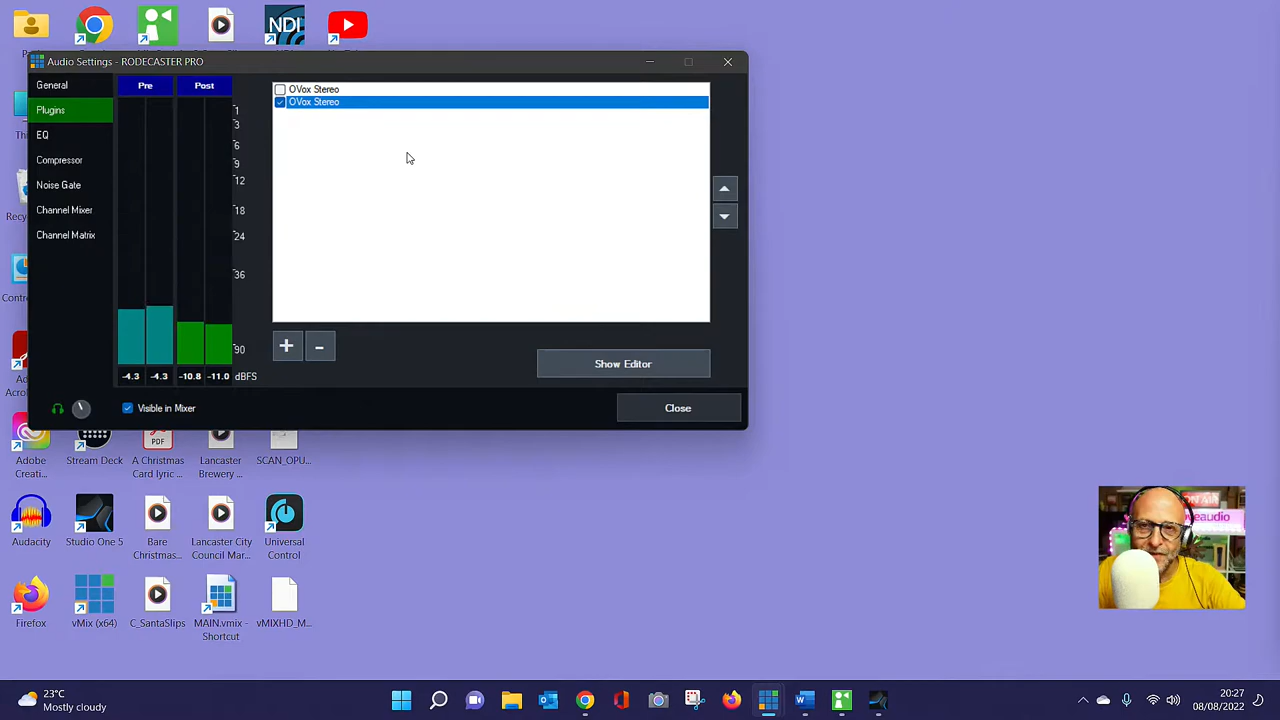 NDI
Audio Settings - RODECASTER PRO
General
Pre
Post
OVox Stereo
Plugins
OVox Stereo
1
3
EQ
6
Compressor
9
Noise Gate
12
Channel Mixer
18
Channel Matrix
24
36
90
-4.3
-4.3
-10.8
-11.0
dBFS
+
-
Show Editor
Visible in Mixer
Close
Adobe
Creati...
Stream Deck
PDF
A Christmas
Card lyric ...
Lancaster
Brewery ...
SCAN_OPU...
Audacity
Studio One 5
Bare
Christmas...
Lancaster City
Council Mar...
Universal
Control
Firefox
vMix (x64)
C_SantaSlips
MAIN.vmix -
Shortcut
vMIXHD_M...
ON AIR
23°C
Mostly cloudy
20:27
08/08/2022